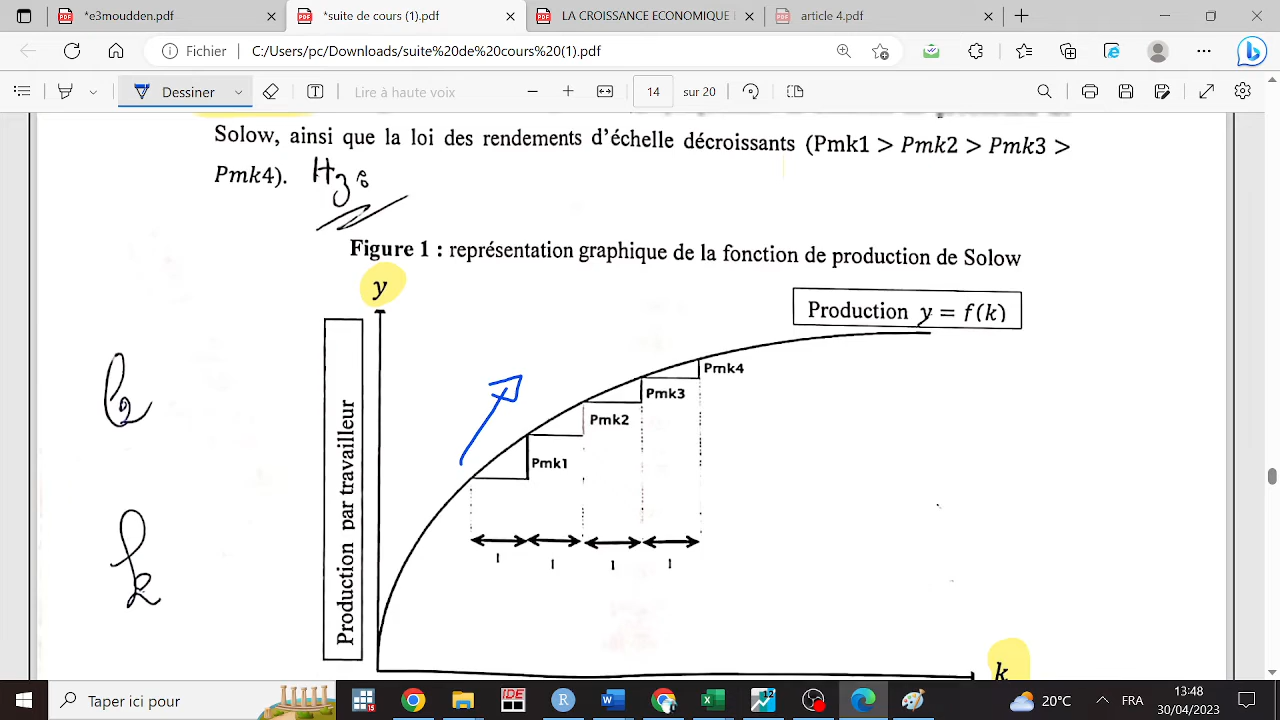 *e3moudden.pdf
*suite de cours (1).pdf
LA CROISSANCE ECONOMIQUE
article 4.pdf
Fichier
C:/Users/pc/Downloads/suite%20de%20cours%20(1).pdf
Dessiner
Lire à haute voix
14
sur 20
Solow, ainsi que la loi des rendements d'échelle décroissants (Pmk1 > Pmk2 > Pmk3 >
Pmk4).
Figure 1 : représentation graphique de la fonction de production de Solow
y
Production y = f(k)
Production par travailleur
Pmk4
Pmk3
Pmk2
Pmk1
1
1
1
1
k
Taper ici pour
IDE
R
12
15
20°C
FRA
13:48
30/04/2023